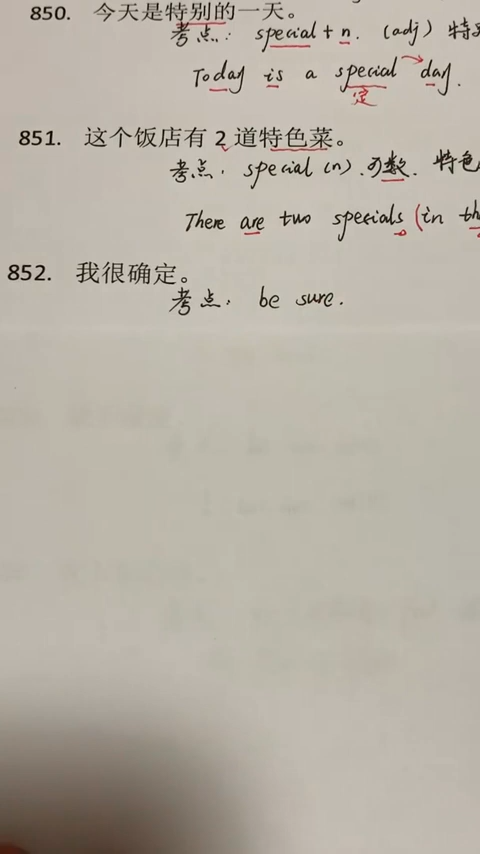 850. 今天是特别的一天。
考点: special + n. (adj) 特
Today is a special day.
定
851. 这个饭店有 2 道特色菜。
考点. special (n). 可数. 特色
There are two specials (in th
852. 我很确定。
考点. be sure.